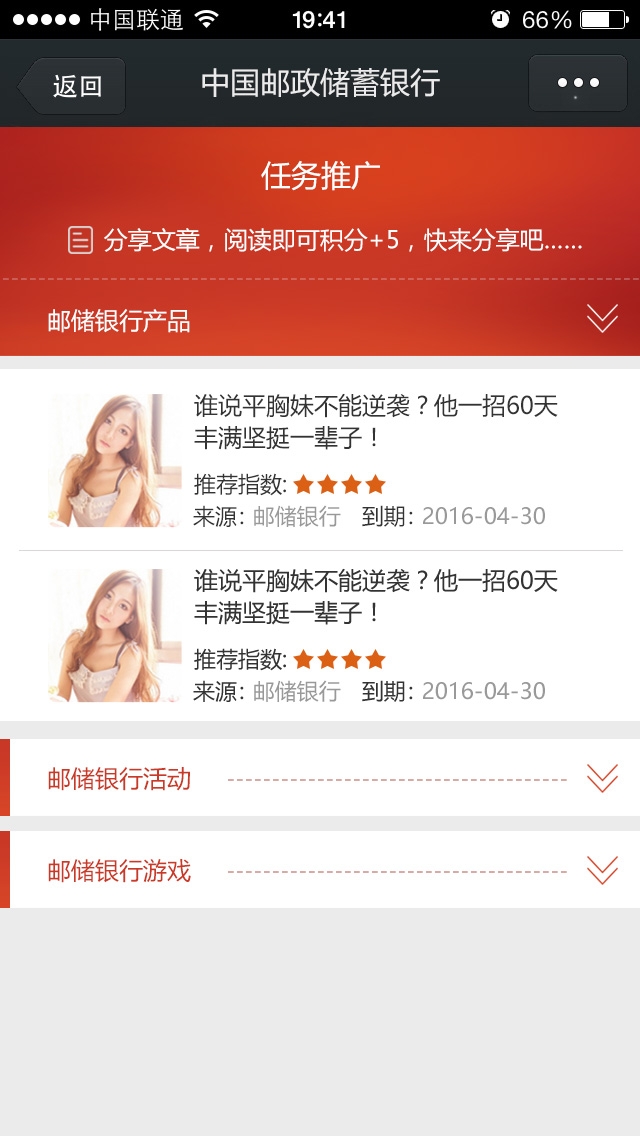 中国联通 19:41 66%
返回 中国邮政储蓄银行
任务推广
分享文章，阅读即可积分+5，快来分享吧......
邮储银行产品
谁说平胸妹不能逆袭？他一招60天
丰满坚挺一辈子！
推荐指数:
来源：邮储银行 到期：2016-04-30
谁说平胸妹不能逆袭？他一招60天
丰满坚挺一辈子！
推荐指数:
来源：邮储银行 到期：2016-04-30
邮储银行活动
邮储银行游戏